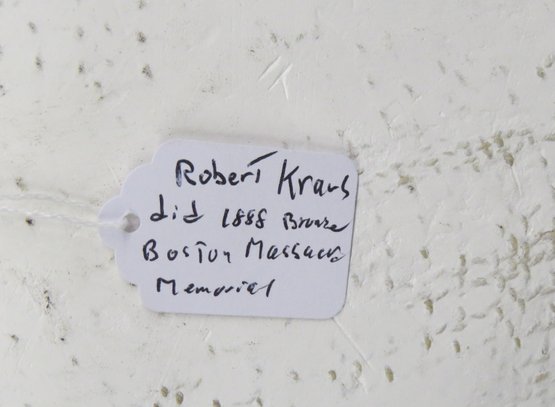 Robert Kraus
did 1888 Bronze
Boston Massacre
Memorial